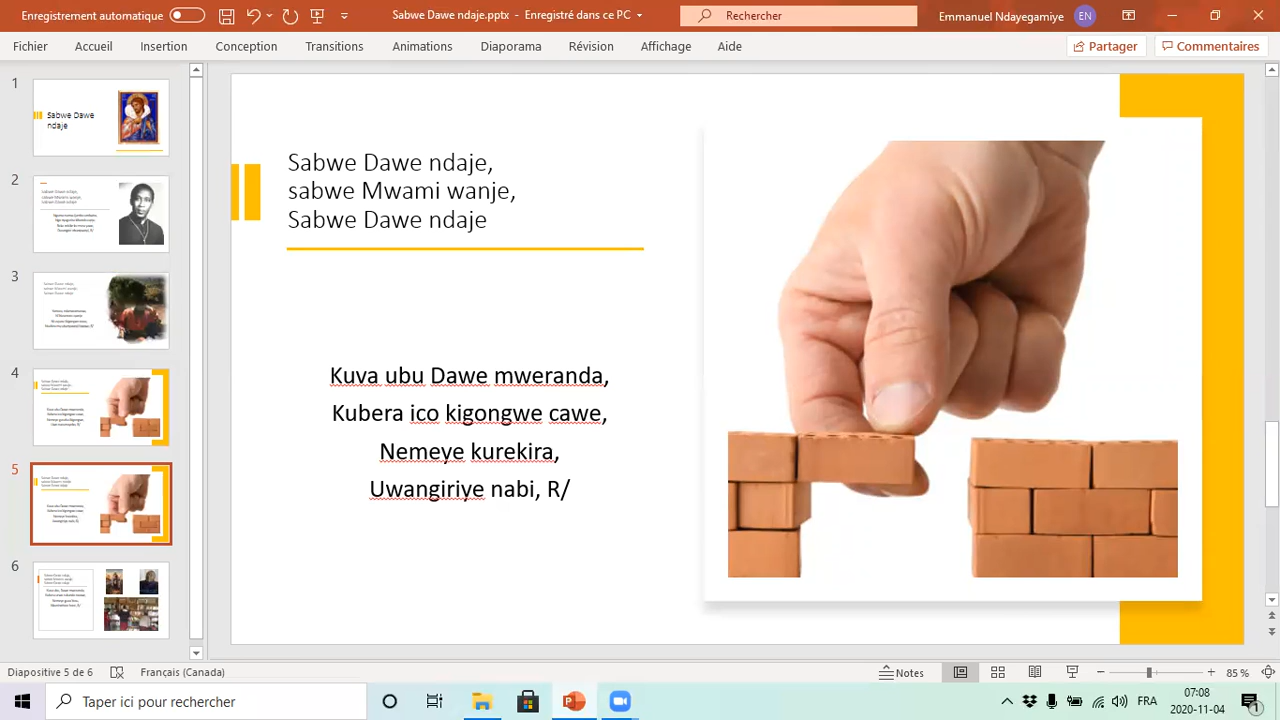 Enregistrement automatique
Sabwe Dawe ndaje.pptx - Enregistré dans ce PC
Rechercher
Emmanuel Ndayegamiye
EN
Fichier
Accueil
Insertion
Conception
Transitions
Animations
Diaporama
Révision
Affichage
Aide
Partager
Commentaires
1
Sabwe Dawe
ndaje
2
3
4
5
6
Sabwe Dawe ndaje,
sabwe Mwami wanje,
Sabwe Dawe ndaje
Kuva ubu Dawe mweranda,
Kubera ico kigongwe cawe,
Nemeye kurekira,
Uwangiriye nabi, R/
Diapositive 5 de 6
Français (Canada)
Notes
85 %
Taper ici pour rechercher
FRA
07:08
2020-11-04
1